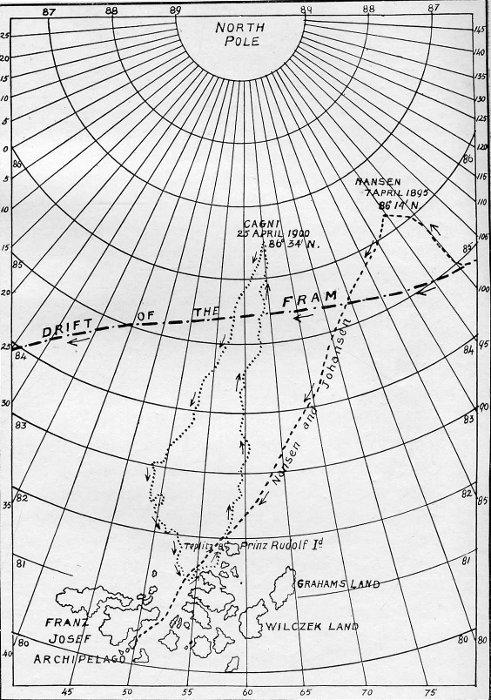 87 88 89 89 88 87
NORTH
POLE
25
20
15
10
5
0
5
10
15
20
25
30
35
40
145
140
135
130
125
120
115
110
105
100
95
90
85
80
86
86
NANSEN
7 APRIL 1895
86°14'N
CAGNI
25 APRIL 1900
86° 34' N.
85
DRIFT OF THE FRAM
84
84
83
83
Nansen and Johansen
82
82
81
81
Teplitz B. Prinz Rudolf Id
GRAHAMS LAND
FRANZ
JOSEF
ARCHIPELAGO
WILCZEK LAND
80
80
45 50 55 60 65 70 75